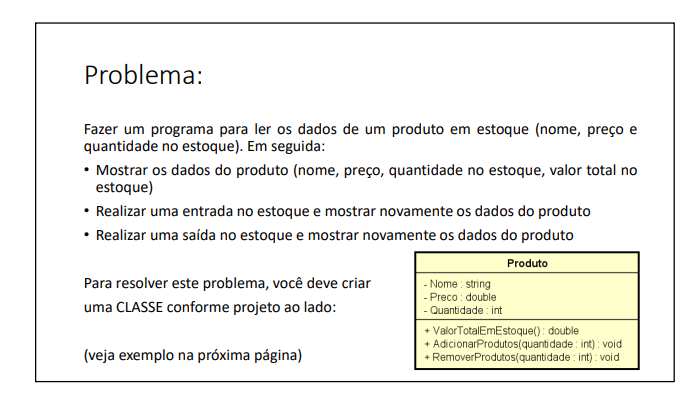 Problema:
Fazer um programa para ler os dados de um produto em estoque (nome, preço e
quantidade no estoque). Em seguida:
• Mostrar os dados do produto (nome, preço, quantidade no estoque, valor total no
estoque)
• Realizar uma entrada no estoque e mostrar novamente os dados do produto
• Realizar uma saída no estoque e mostrar novamente os dados do produto
Para resolver este problema, você deve criar
uma CLASSE conforme projeto ao lado:
(veja exemplo na próxima página)
Produto
- Nome : string
- Preco : double
- Quantidade : int
+ ValorTotalEmEstoque() : double
+ AdicionarProdutos(quantidade : int) : void
+ RemoverProdutos(quantidade : int) : void